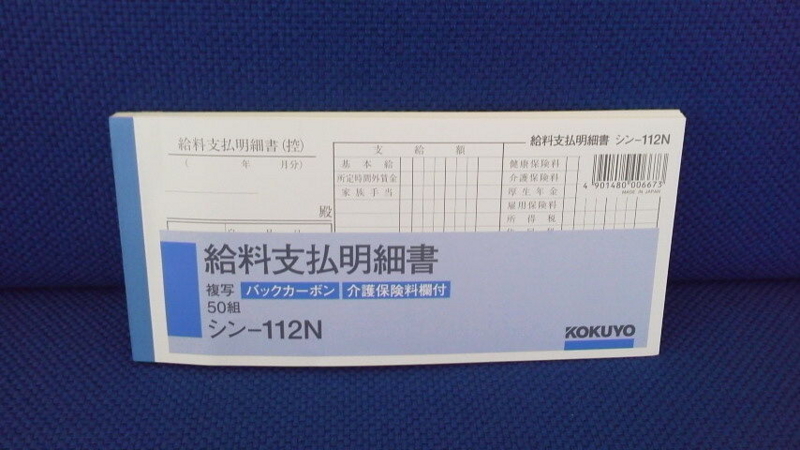 給料支払明細書(控)
( 年 月分)
殿
支給額
基本給
所定時間外賃金
家族手当
給料支払明細書 シン-112N
健康保険料
介護保険料
厚生年金
雇用保険料
所得税
4 901480 006673
MADE IN JAPAN
給料支払明細書
複写 バックカーボン 介護保険料欄付
50組
シン-112N
KOKUYO